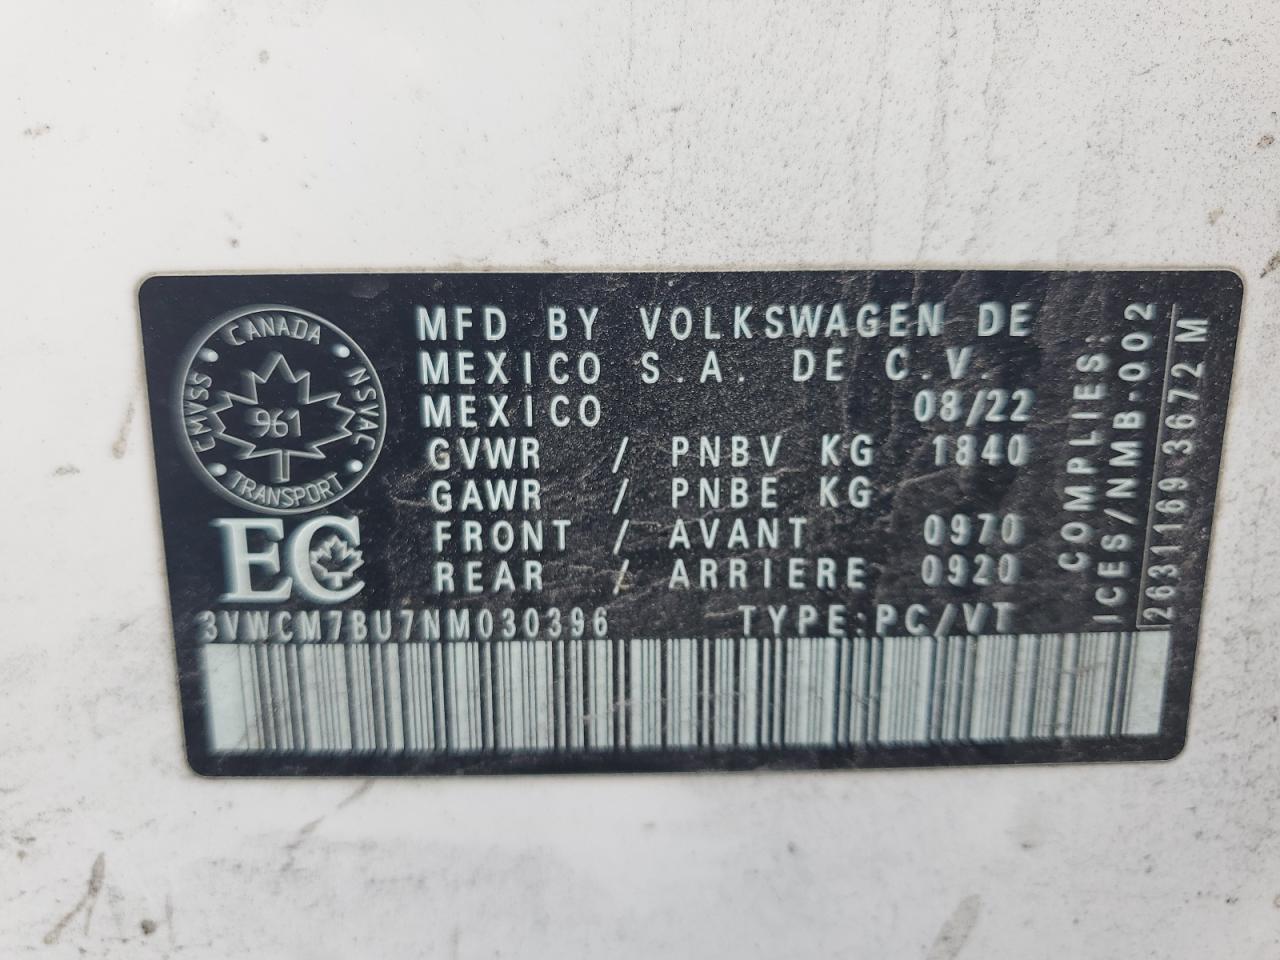 CANADA
CMVSS
NSVAC
961
TRANSPORT
EC
MFD BY VOLKSWAGEN DE
MEXICO S.A. DE C.V.
MEXICO 08/22
GVWR / PNBV KG 1840
GAWR / PNBE KG
FRONT / AVANT 0970
REAR / ARRIERE 0920
3VWCM7BU7NM030396 TYPE:PC/VT
COMPLIES:
ICES/NMB-002
2631169 3672 M